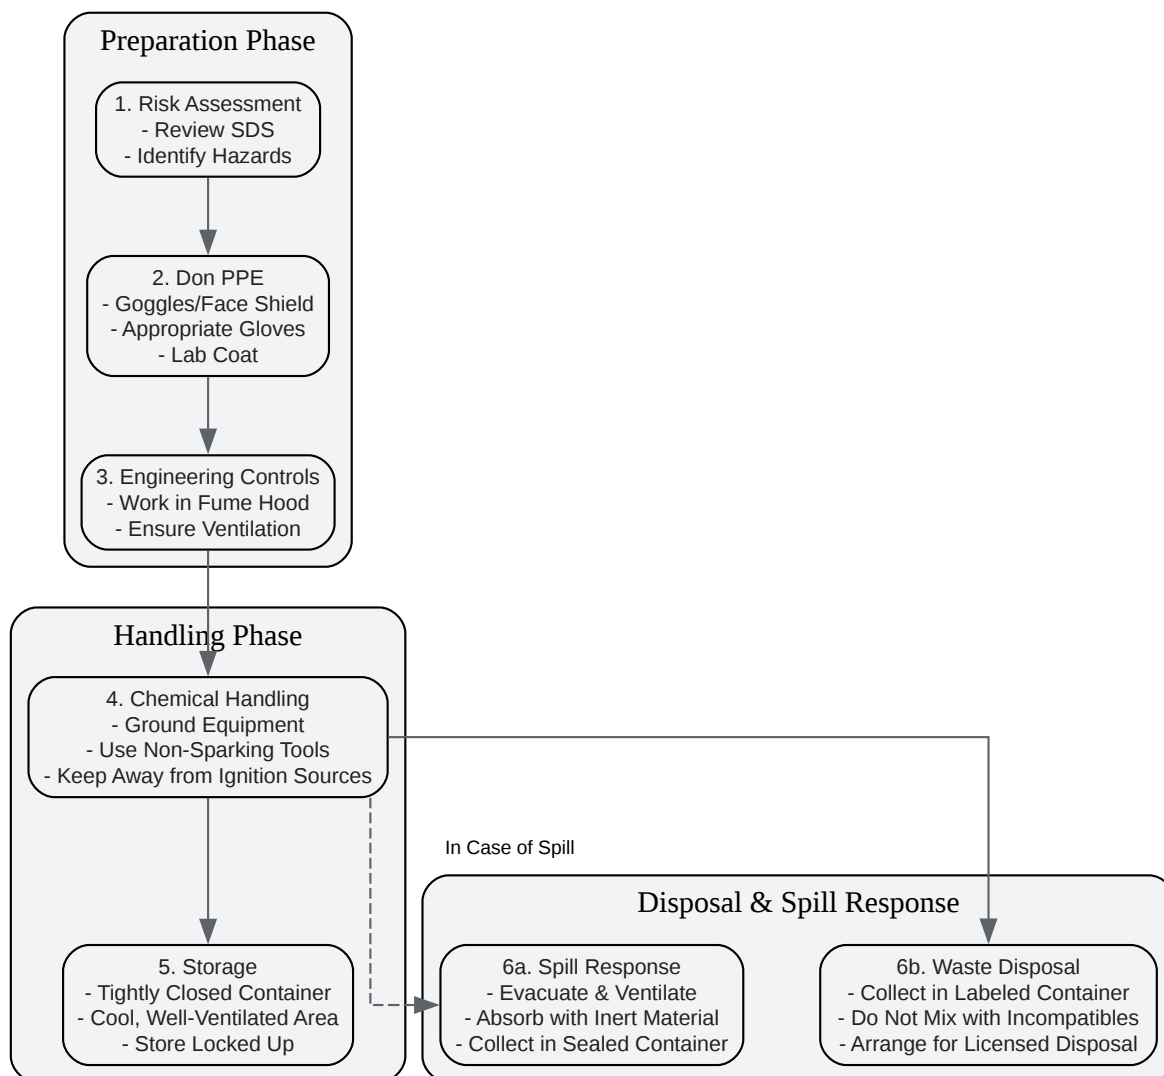 Preparation Phase
1. Risk Assessment
- Review SDS
- Identify Hazards
2. Don PPE
- Goggles/Face Shield
- Appropriate Gloves
- Lab Coat
3. Engineering Controls
- Work in Fume Hood
- Ensure Ventilation
Handling Phase
4. Chemical Handling
- Ground Equipment
- Use Non-Sparking Tools
- Keep Away from Ignition Sources
In Case of Spill
5. Storage
- Tightly Closed Container
- Cool, Well-Ventilated Area
- Store Locked Up
Disposal & Spill Response
6a. Spill Response
- Evacuate & Ventilate
- Absorb with Inert Material
- Collect in Sealed Container
6b. Waste Disposal
- Collect in Labeled Container
- Do Not Mix with Incompatibles
- Arrange for Licensed Disposal